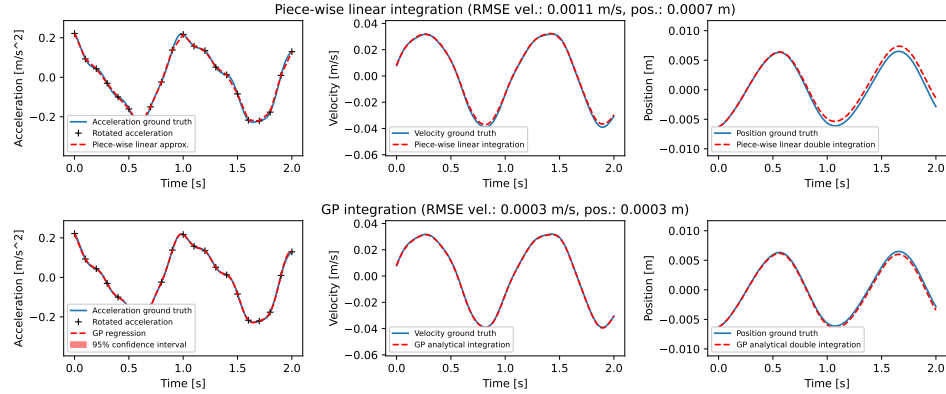 Piece-wise linear integration (RMSE vel.: 0.0011 m/s, pos.: 0.0007 m)
Acceleration [m/s^2]
0.2
0.0
−0.2
Acceleration ground truth
Rotated acceleration
Piece-wise linear approx.
0.0 0.5 1.0 1.5 2.0
Time [s]
Velocity [m/s]
0.04
0.02
0.00
−0.02
−0.04
−0.06
Velocity ground truth
Piece-wise linear integration
0.0 0.5 1.0 1.5 2.0
Time [s]
Position [m]
0.010
0.005
0.000
−0.005
−0.010
Position ground truth
Piece-wise linear double integration
0.0 0.5 1.0 1.5 2.0
Time [s]
GP integration (RMSE vel.: 0.0003 m/s, pos.: 0.0003 m)
Acceleration [m/s^2]
0.2
0.0
−0.2
Acceleration ground truth
Rotated acceleration
GP regression
95% confidence interval
0.0 0.5 1.0 1.5 2.0
Time [s]
Velocity [m/s]
0.04
0.02
0.00
−0.02
−0.04
−0.06
Velocity ground truth
GP analytical integration
0.0 0.5 1.0 1.5 2.0
Time [s]
Position [m]
0.010
0.005
0.000
−0.005
−0.010
Position ground truth
GP analytical double integration
0.0 0.5 1.0 1.5 2.0
Time [s]